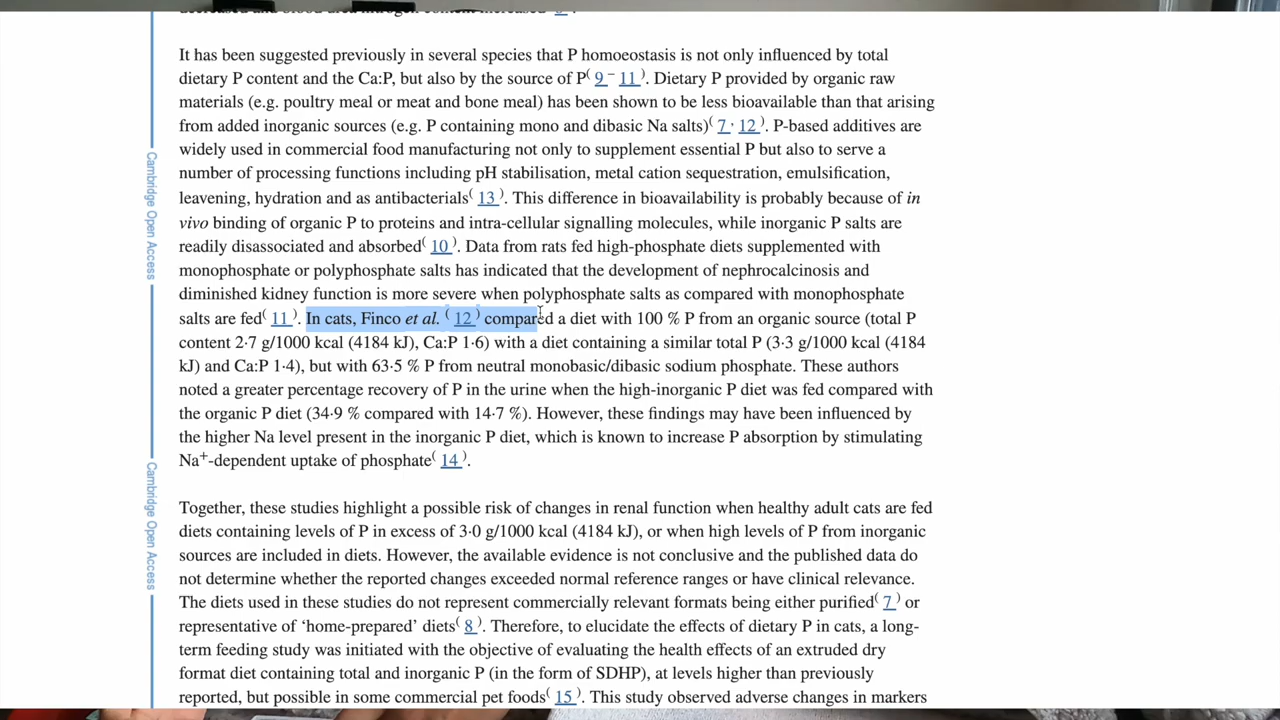 It has been suggested previously in several species that P homoeostasis is not only influenced by total
dietary P content and the Ca:P, but also by the source of P( 9 – 11 ). Dietary P provided by organic raw
materials (e.g. poultry meal or meat and bone meal) has been shown to be less bioavailable than that arising
from added inorganic sources (e.g. P containing mono and dibasic Na salts)( 7 , 12 ). P-based additives are
widely used in commercial food manufacturing not only to supplement essential P but also to serve a
number of processing functions including pH stabilisation, metal cation sequestration, emulsification,
leavening, hydration and as antibacterials( 13 ). This difference in bioavailability is probably because of in
vivo binding of organic P to proteins and intra-cellular signalling molecules, while inorganic P salts are
readily disassociated and absorbed( 10 ). Data from rats fed high-phosphate diets supplemented with
monophosphate or polyphosphate salts has indicated that the development of nephrocalcinosis and
diminished kidney function is more severe when polyphosphate salts as compared with monophosphate
salts are fed( 11 ). In cats, Finco et al. ( 12 ) compared a diet with 100 % P from an organic source (total P
content 2·7 g/1000 kcal (4184 kJ), Ca:P 1·6) with a diet containing a similar total P (3·3 g/1000 kcal (4184
kJ) and Ca:P 1·4), but with 63·5 % P from neutral monobasic/dibasic sodium phosphate. These authors
noted a greater percentage recovery of P in the urine when the high-inorganic P diet was fed compared with
the organic P diet (34·9 % compared with 14·7 %). However, these findings may have been influenced by
the higher Na level present in the inorganic P diet, which is known to increase P absorption by stimulating
Na+-dependent uptake of phosphate( 14 ).
Together, these studies highlight a possible risk of changes in renal function when healthy adult cats are fed
diets containing levels of P in excess of 3·0 g/1000 kcal (4184 kJ), or when high levels of P from inorganic
sources are included in diets. However, the available evidence is not conclusive and the published data do
not determine whether the reported changes exceeded normal reference ranges or have clinical relevance.
The diets used in these studies do not represent commercially relevant formats being either purified( 7 ) or
representative of ‘home-prepared’ diets( 8 ). Therefore, to elucidate the effects of dietary P in cats, a long-
term feeding study was initiated with the objective of evaluating the health effects of an extruded dry
format diet containing total and inorganic P (in the form of SDHP), at levels higher than previously
reported, but possible in some commercial pet foods( 15 ). This study observed adverse changes in markers
Cambridge Open Access
Cambridge Open Access